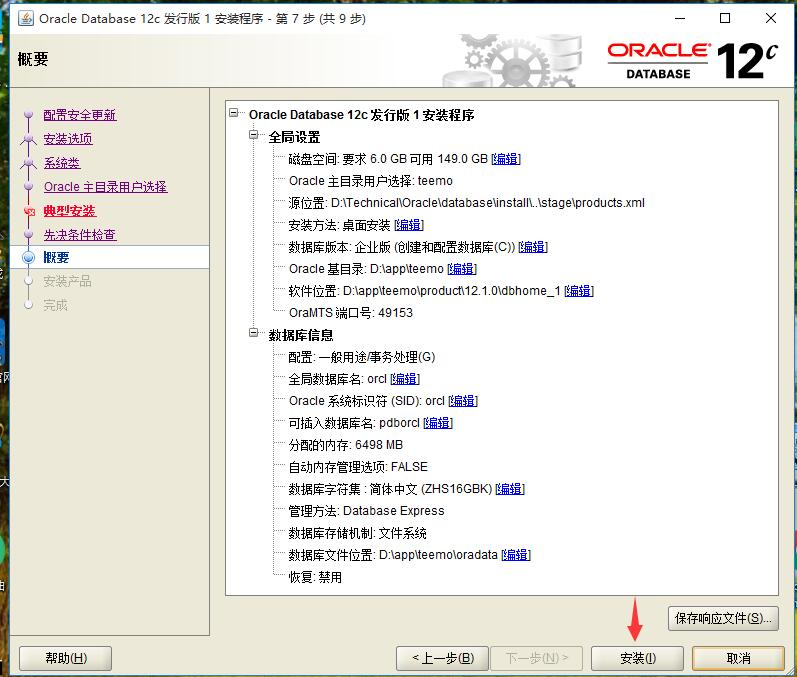 Oracle Database 12c 发行版 1 安装程序 - 第 7 步 (共 9 步)
概要
ORACLE
DATABASE
12c
配置安全更新
安装选项
系统类
Oracle 主目录用户选择
典型安装
先决条件检查
概要
安装产品
完成
Oracle Database 12c 发行版 1 安装程序
全局设置
磁盘空间: 要求 6.0 GB 可用 149.0 GB [编辑]
Oracle 主目录用户选择: teemo
源位置: D:\Technical\Oracle\database\install\..\stage\products.xml
安装方法: 桌面安装 [编辑]
数据库版本: 企业版 (创建和配置数据库(C)) [编辑]
Oracle 基目录: D:\app\teemo [编辑]
软件位置: D:\app\teemo\product\12.1.0\dbhome_1 [编辑]
OraMTS 端口号: 49153
数据库信息
配置: 一般用途/事务处理(G)
全局数据库名: orcl [编辑]
Oracle 系统标识符 (SID): orcl [编辑]
可插入数据库名: pdborcl [编辑]
分配的内存: 6498 MB
自动内存管理选项: FALSE
数据库字符集 : 简体中文 (ZHS16GBK) [编辑]
管理方法: Database Express
数据库存储机制: 文件系统
数据库文件位置: D:\app\teemo\oradata [编辑]
恢复: 禁用
保存响应文件(S)...
帮助(H)
< 上一步(B)
下一步(N) >
安装(I)
取消